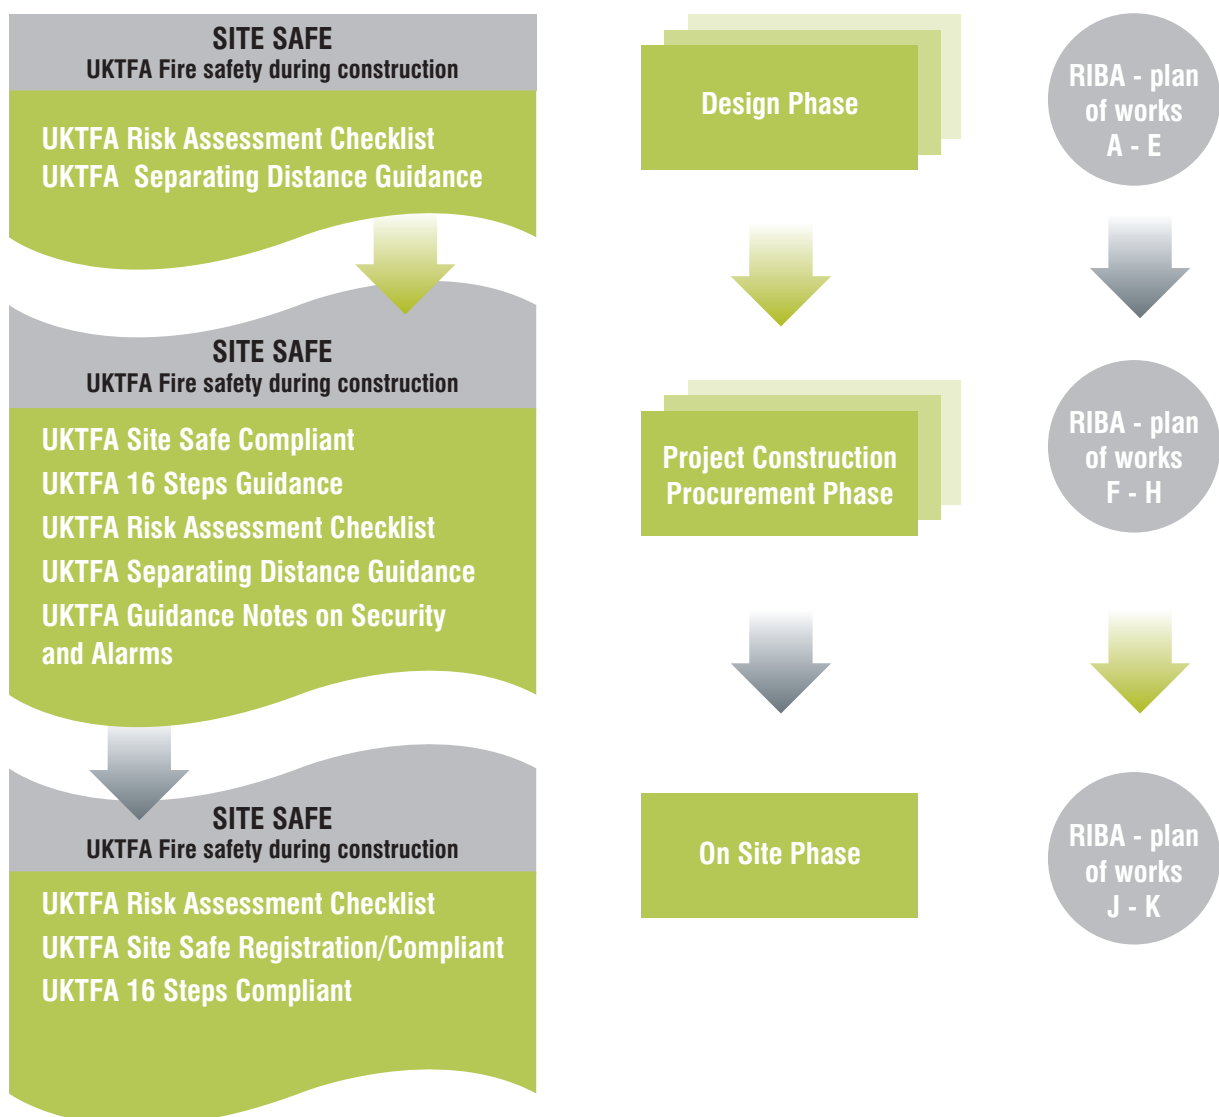 SITE SAFE
UKTFA Fire safety during construction
UKTFA Risk Assessment Checklist
UKTFA Separating Distance Guidance
Design Phase
RIBA - plan
of works
A - E
SITE SAFE
UKTFA Fire safety during construction
UKTFA Site Safe Compliant
UKTFA 16 Steps Guidance
UKTFA Risk Assessment Checklist
UKTFA Separating Distance Guidance
UKTFA Guidance Notes on Security
and Alarms
Project Construction
Procurement Phase
RIBA - plan
of works
F - H
SITE SAFE
UKTFA Fire safety during construction
UKTFA Risk Assessment Checklist
UKTFA Site Safe Registration/Compliant
UKTFA 16 Steps Compliant
On Site Phase
RIBA - plan
of works
J - K